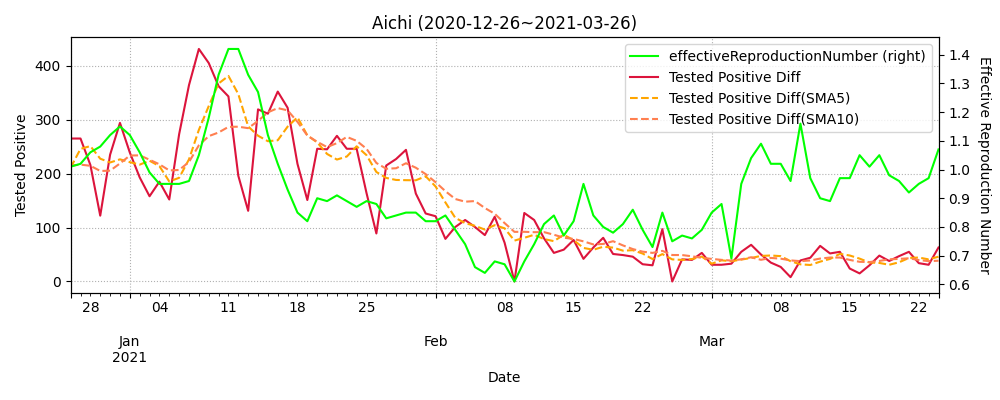 Aichi (2020-12-26~2021-03-26)
effectiveReproductionNumber (right)
Tested Positive Diff
Tested Positive Diff(SMA5)
Tested Positive Diff(SMA10)
Tested Positive
400
300
200
100
0
Effective Reproduction Number
1.4
1.3
1.2
1.1
1.0
0.9
0.8
0.7
0.6
28 04 11 18 25 08 15 22 08 15 22
Jan Feb Mar
2021
Date